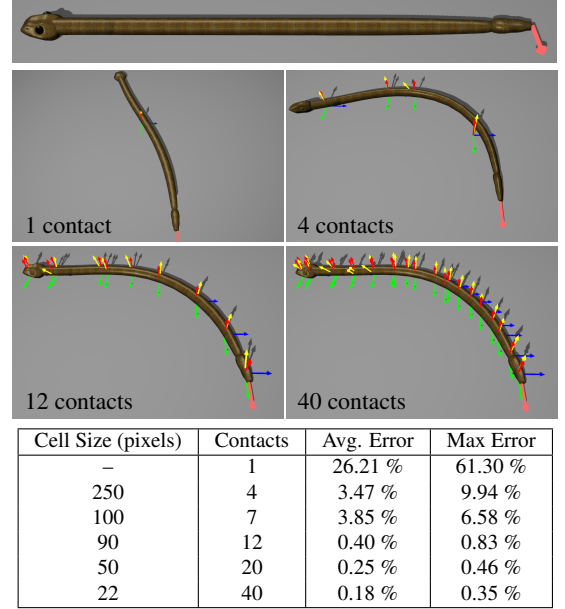 1 contact
4 contacts
12 contacts
40 contacts
Cell Size (pixels) Contacts Avg. Error Max Error
– 1 26.21 % 61.30 %
250 4 3.47 % 9.94 %
100 7 3.85 % 6.58 %
90 12 0.40 % 0.83 %
50 20 0.25 % 0.46 %
22 40 0.18 % 0.35 %